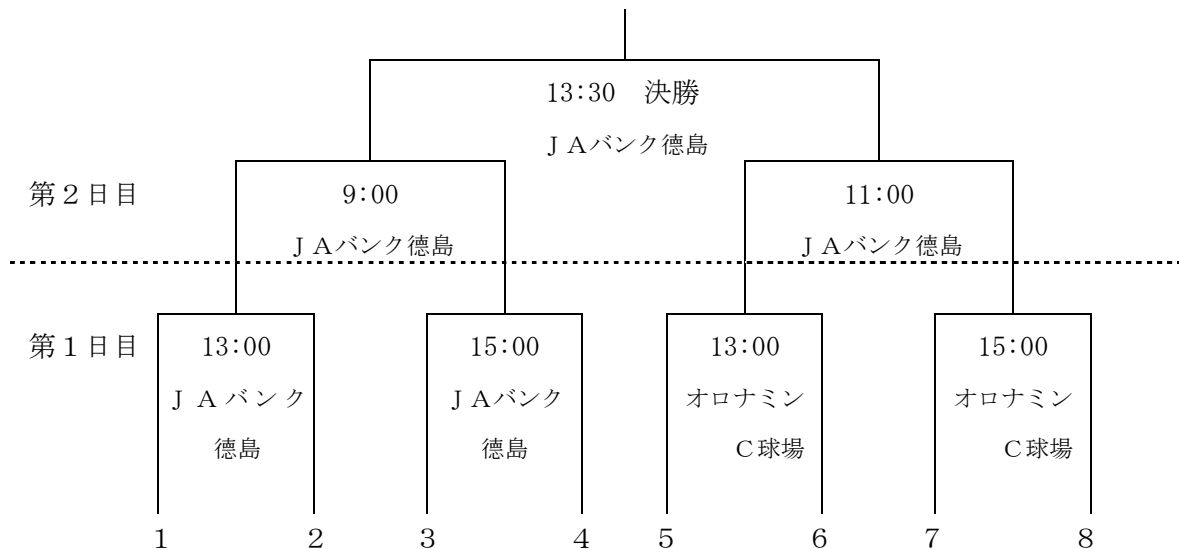 13:30　決勝
ＪＡバンク徳島
第２日目
9:00
11:00
ＪＡバンク徳島
ＪＡバンク徳島
第１日目
13:00
15:00
13:00
15:00
ＪＡバンク
ＪＡバンク
オロナミン
オロナミン
徳島
徳島
Ｃ球場
Ｃ球場
1 2 3 4 5 6 7 8